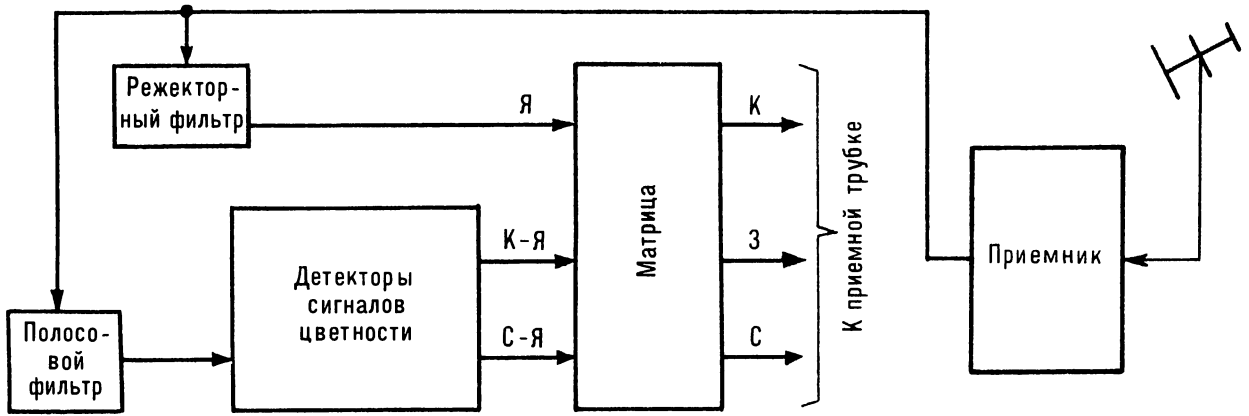 Режектор-
ный фильтр
Я
К
К приемной трубке
Матрица
Приемник
К-Я
З
Детекторы
сигналов
цветности
Полосо-
вой
фильтр
С-Я
С